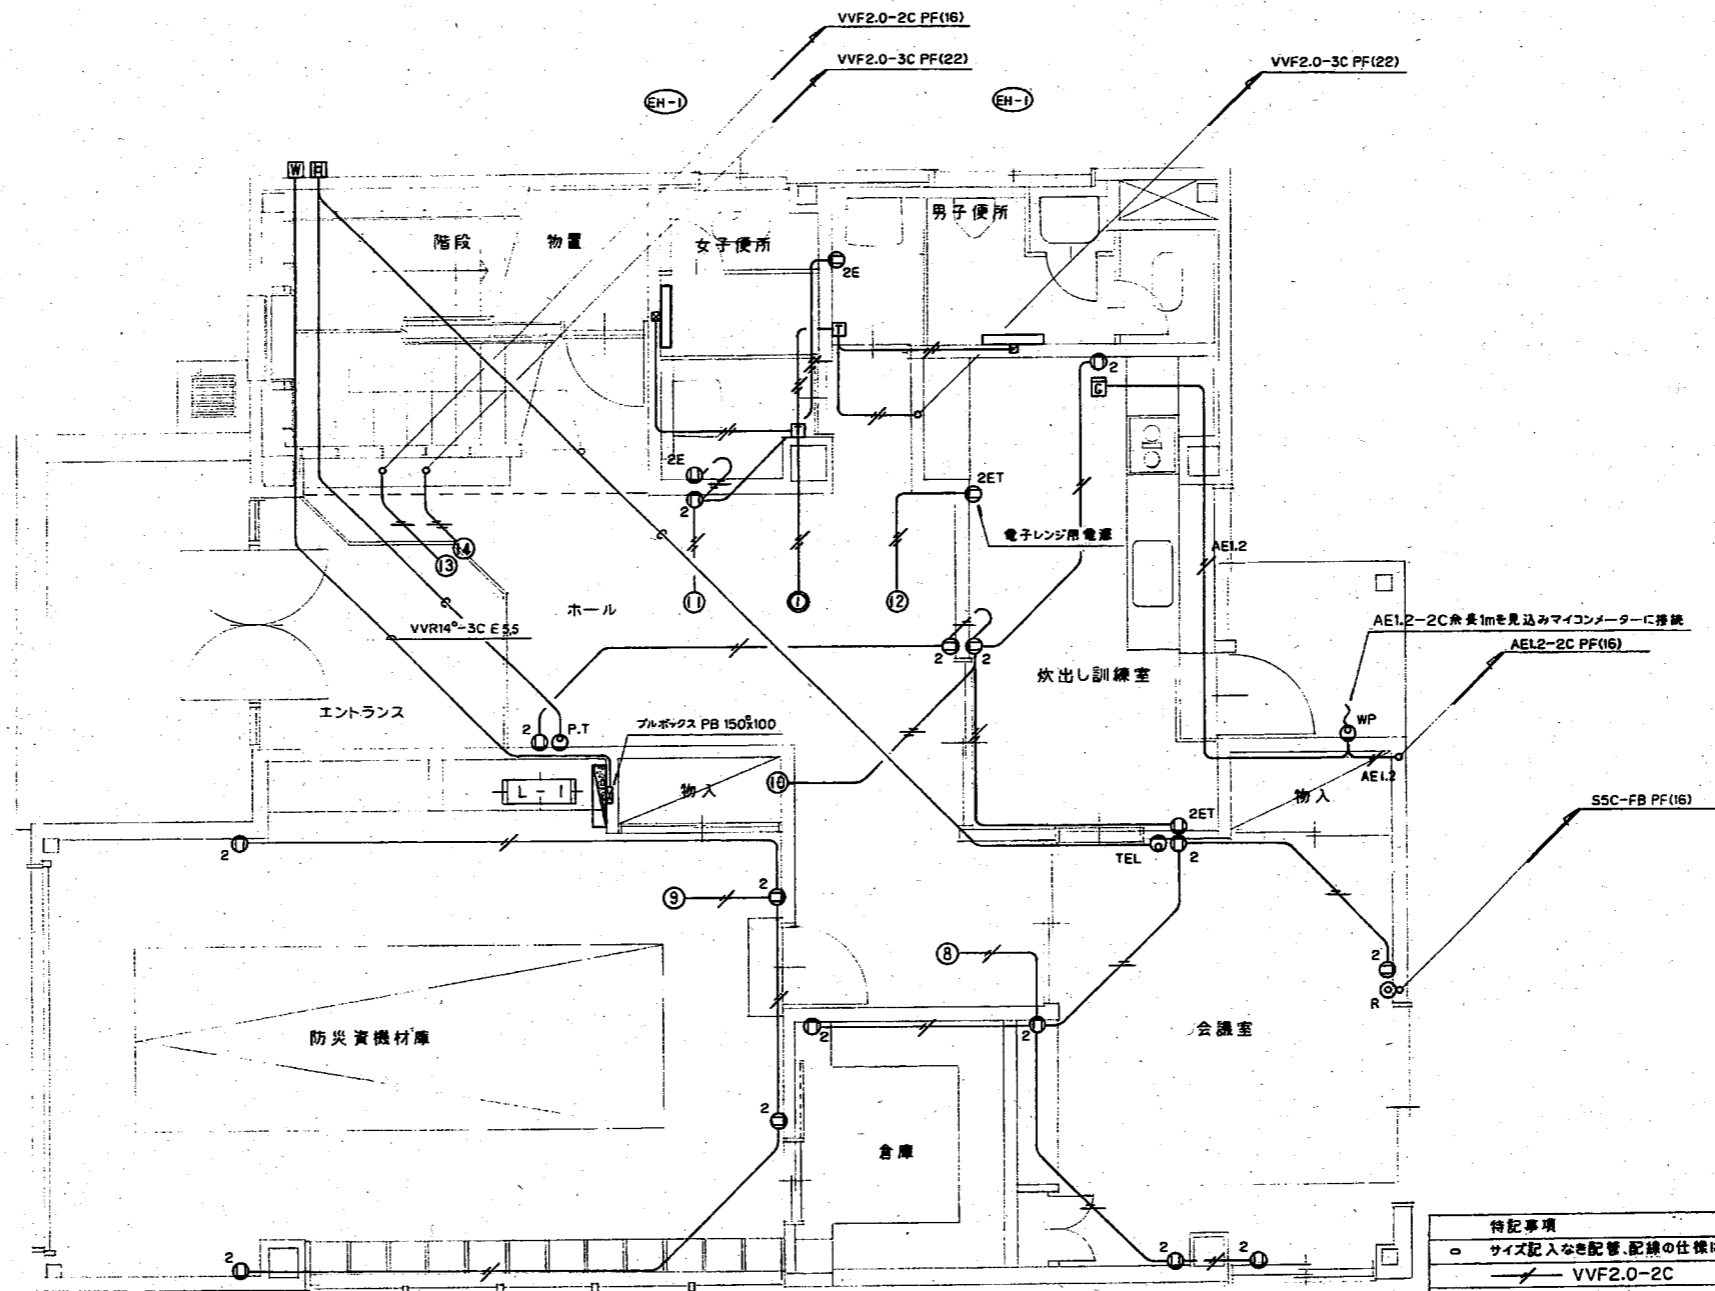 VVF2.0-2C PF(16)
VVF2.0-3C PF(22)
VVF2.0-3C PF(22)
EH-1
EH-1
W
男子便所
階段
物置
女子便所
2E
T
2
G
2E
T
2
2ET
電子レンジ用電源
AE1.2
14
13
11
1
12
ホール
VVR14°-3C E5.5
AE1.2-2C余長1mを見込みマイコンメーターに接続
AE1.2-2C PF(16)
2
2
炊出し訓練室
エントランス
2
P.T
プルボックス PB 150°x100
WP
L-1
物入
10
AE1.2
物入
S5C-FB PF(16)
2ET
2
TEL
2
9
2
8
2
R
防災資機材庫
2
2
会議室
2
倉庫
2
2
2
特記事項
サイズ記入なき配管、配線の仕様は
VVF2.0-2C